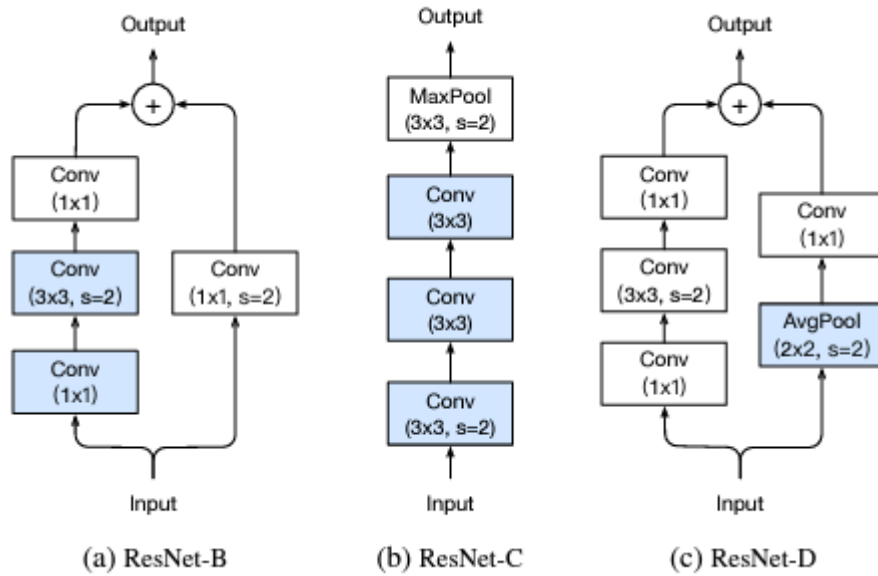 Output
+
Conv
(1x1)
Conv
(3x3, s=2)
Conv
(1x1)
Conv
(1x1, s=2)
Input
(a) ResNet-B
Output
MaxPool
(3x3, s=2)
Conv
(3x3)
Conv
(3x3)
Conv
(3x3, s=2)
Input
(b) ResNet-C
Output
+
Conv
(1x1)
Conv
(3x3, s=2)
Conv
(1x1)
Conv
(1x1)
AvgPool
(2x2, s=2)
Input
(c) ResNet-D